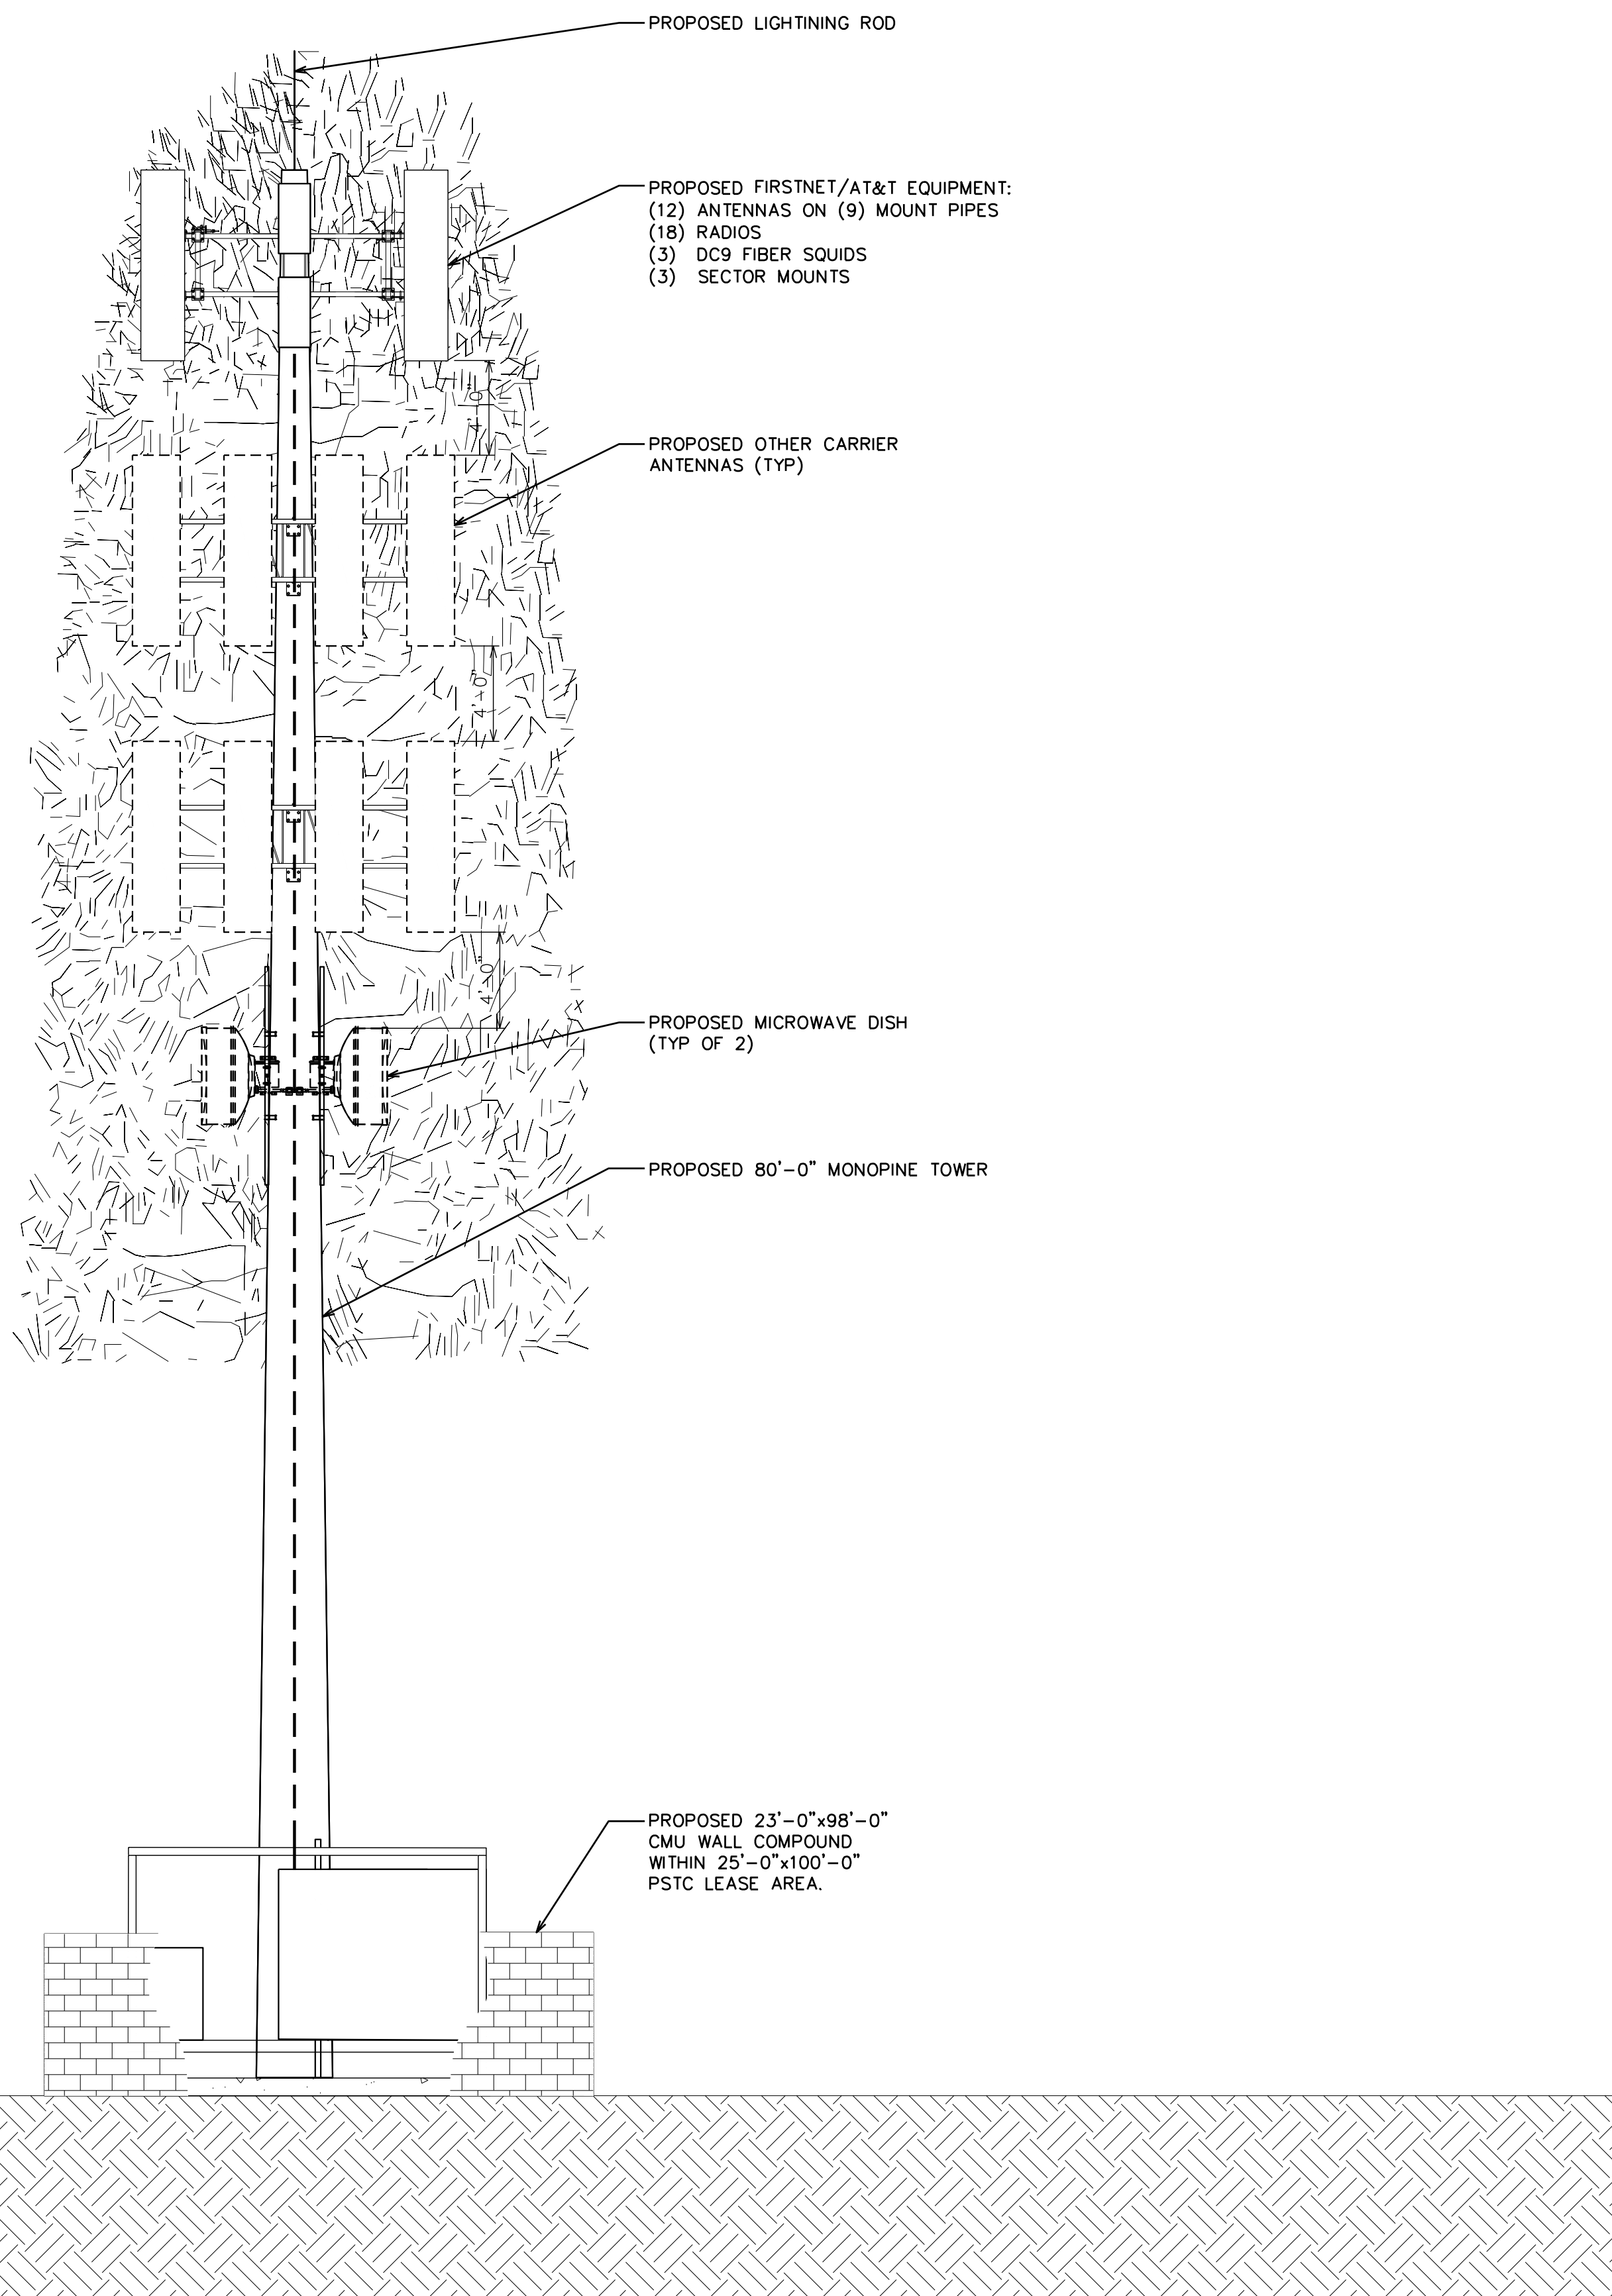 PROPOSED LIGHTINING ROD
PROPOSED FIRSTNET/AT&T EQUIPMENT:
(12) ANTENNAS ON (9) MOUNT PIPES
(18) RADIOS
(3) DC9 FIBER SQUIDS
(3) SECTOR MOUNTS
4'-0"
PROPOSED OTHER CARRIER
ANTENNAS (TYP)
4'-0"
4'-0"
PROPOSED MICROWAVE DISH
(TYP OF 2)
PROPOSED 80'-0" MONOPINE TOWER
PROPOSED 23'-0"x98'-0"
CMU WALL COMPOUND
WITHIN 25'-0"x100'-0"
PSTC LEASE AREA.